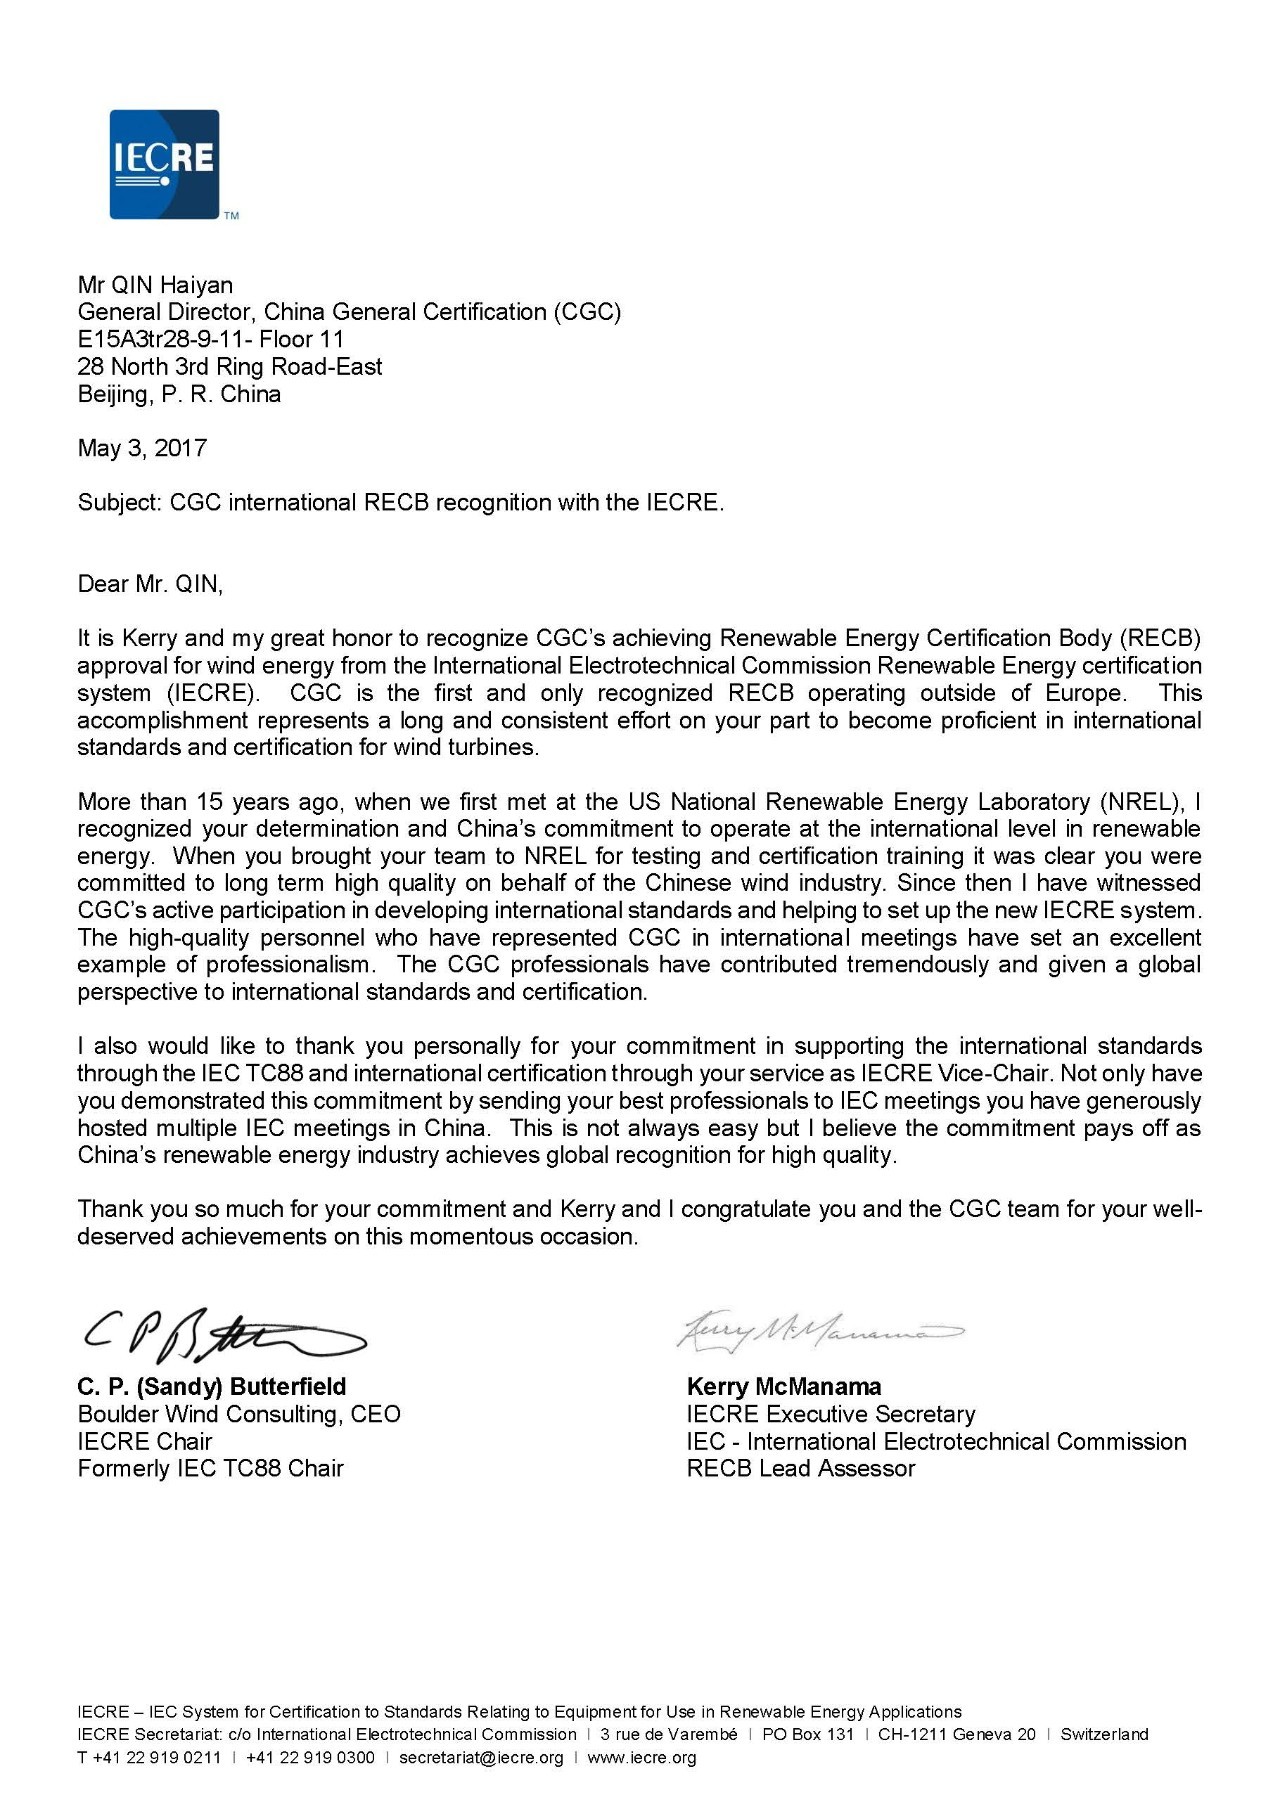 IECRE
TM
Mr QIN Haiyan
General Director, China General Certification (CGC)
E15A3tr28-9-11- Floor 11
28 North 3rd Ring Road-East
Beijing, P. R. China
May 3, 2017
Subject: CGC international RECB recognition with the IECRE.
Dear Mr. QIN,
It is Kerry and my great honor to recognize CGC’s achieving Renewable Energy Certification Body (RECB)
approval for wind energy from the International Electrotechnical Commission Renewable Energy certification
system (IECRE). CGC is the first and only recognized RECB operating outside of Europe. This
accomplishment represents a long and consistent effort on your part to become proficient in international
standards and certification for wind turbines.
More than 15 years ago, when we first met at the US National Renewable Energy Laboratory (NREL), I
recognized your determination and China’s commitment to operate at the international level in renewable
energy. When you brought your team to NREL for testing and certification training it was clear you were
committed to long term high quality on behalf of the Chinese wind industry. Since then I have witnessed
CGC’s active participation in developing international standards and helping to set up the new IECRE system.
The high-quality personnel who have represented CGC in international meetings have set an excellent
example of professionalism. The CGC professionals have contributed tremendously and given a global
perspective to international standards and certification.
I also would like to thank you personally for your commitment in supporting the international standards
through the IEC TC88 and international certification through your service as IECRE Vice-Chair. Not only have
you demonstrated this commitment by sending your best professionals to IEC meetings you have generously
hosted multiple IEC meetings in China. This is not always easy but I believe the commitment pays off as
China’s renewable energy industry achieves global recognition for high quality.
Thank you so much for your commitment and Kerry and I congratulate you and the CGC team for your well-
deserved achievements on this momentous occasion.
C P Butterfield
Kerry McManama
C. P. (Sandy) Butterfield
Boulder Wind Consulting, CEO
IECRE Chair
Formerly IEC TC88 Chair
Kerry McManama
IECRE Executive Secretary
IEC - International Electrotechnical Commission
RECB Lead Assessor
IECRE – IEC System for Certification to Standards Relating to Equipment for Use in Renewable Energy Applications
IECRE Secretariat: c/o International Electrotechnical Commission | 3 rue de Varembé | PO Box 131 | CH-1211 Geneva 20 | Switzerland
T +41 22 919 0211 | +41 22 919 0300 | secretariat@iecre.org | www.iecre.org